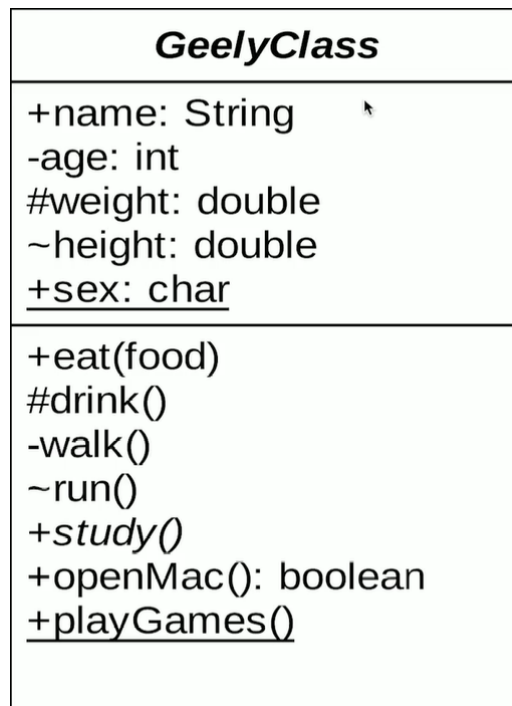 GeelyClass
+name: String
-age: int
#weight: double
~height: double
+sex: char
+eat(food)
#drink()
-walk()
~run()
+study()
+openMac(): boolean
+playGames()